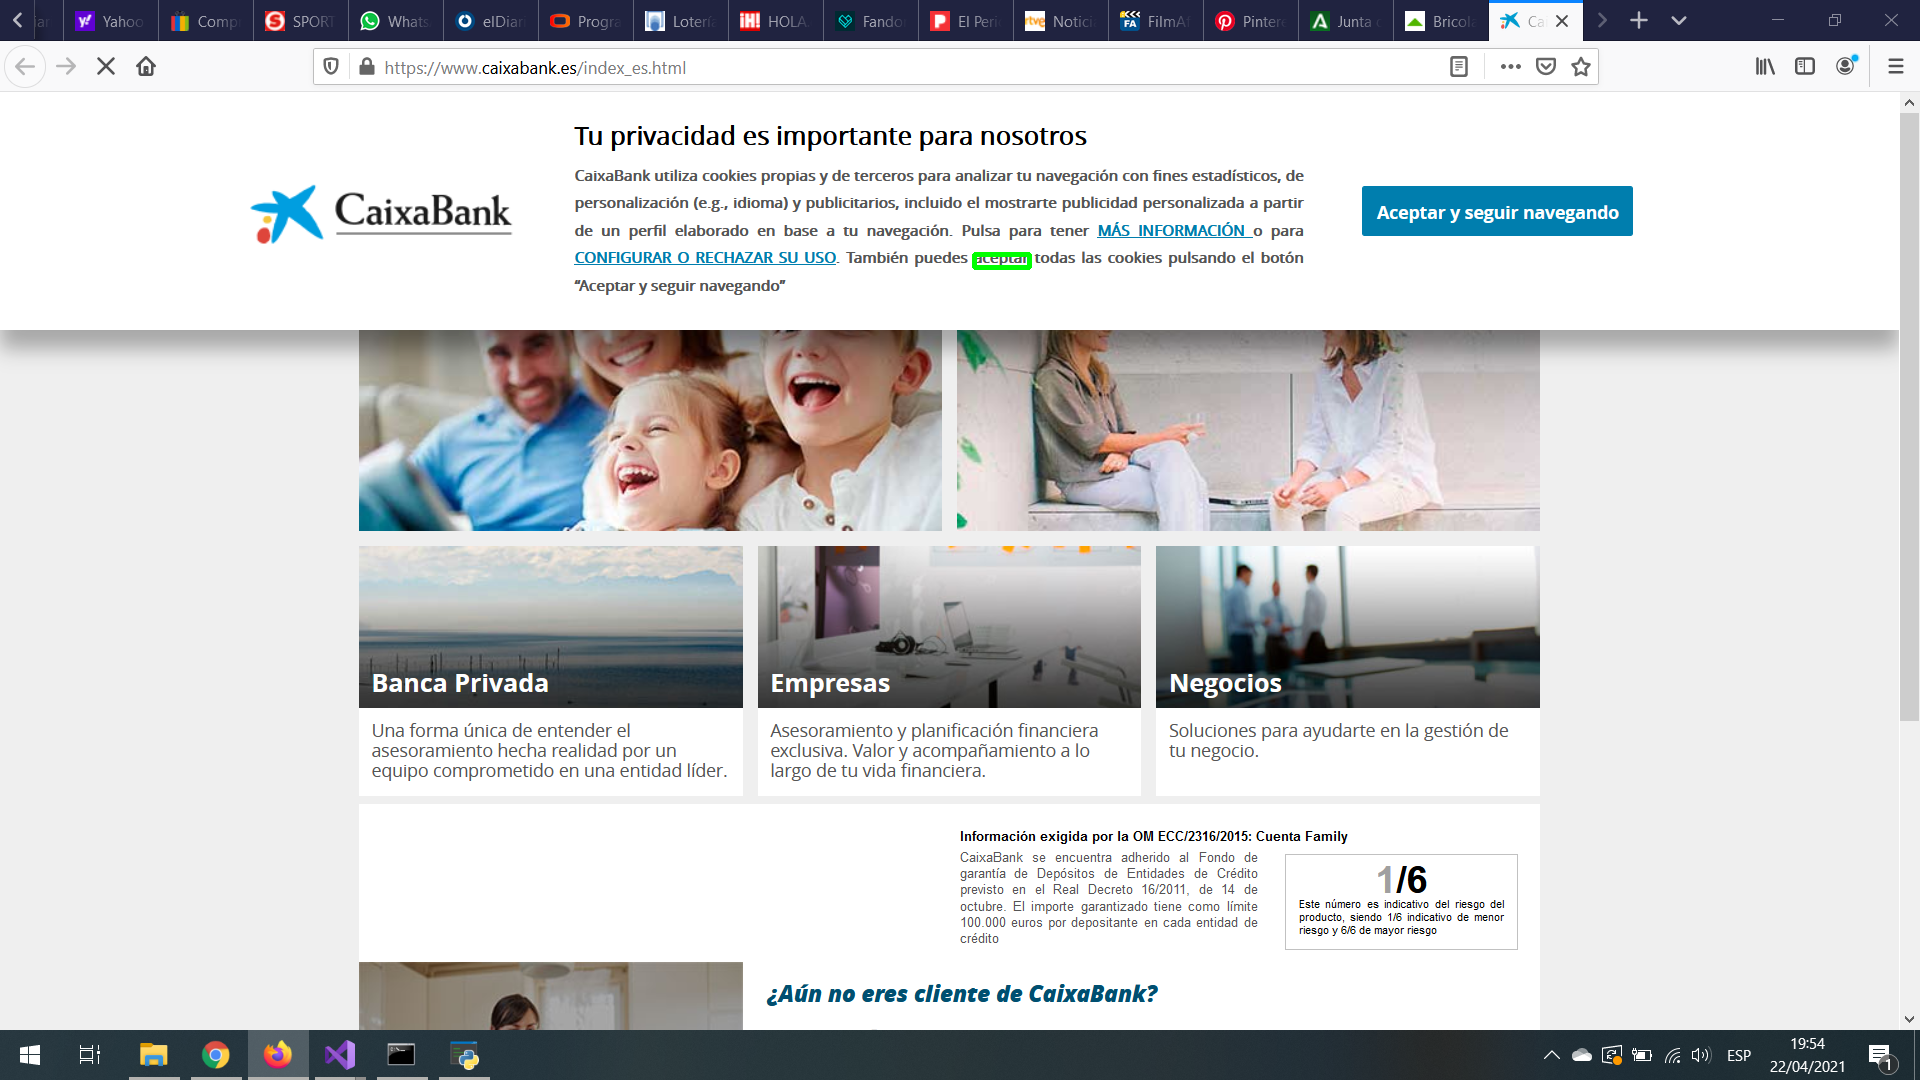 Yahoo
Comp
SPORT
Whats
elDiar
Progra
Lotería
¡H!
HOLA
Fando
El Peri
rtve
Notici
FilmAf
Pintere
Junta
Bricola
Ca
https://www.caixabank.es/index_es.html
Tu privacidad es importante para nosotros
CaixaBank utiliza cookies propias y de terceros para analizar tu navegación con fines estadísticos, de
personalización (e.g., idioma) y publicitarios, incluido el mostrarte publicidad personalizada a partir
de un perfil elaborado en base a tu navegación. Pulsa para tener MÁS INFORMACIÓN o para
CONFIGURAR O RECHAZAR SU USO. También puedes aceptar todas las cookies pulsando el botón
“Aceptar y seguir navegando”
CaixaBank
Aceptar y seguir navegando
Banca Privada
Una forma única de entender el
asesoramiento hecha realidad por un
equipo comprometido en una entidad líder.
Empresas
Asesoramiento y planificación financiera
exclusiva. Valor y acompañamiento a lo
largo de tu vida financiera.
Negocios
Soluciones para ayudarte en la gestión de
tu negocio.
Información exigida por la OM ECC/2316/2015: Cuenta Family
CaixaBank se encuentra adherido al Fondo de
garantía de Depósitos de Entidades de Crédito
previsto en el Real Decreto 16/2011, de 14 de
octubre. El importe garantizado tiene como límite
100.000 euros por depositante en cada entidad de
crédito
1/6
Este número es indicativo del riesgo del
producto, siendo 1/6 indicativo de menor
riesgo y 6/6 de mayor riesgo
¿Aún no eres cliente de CaixaBank?
ESP
19:54
22/04/2021
1